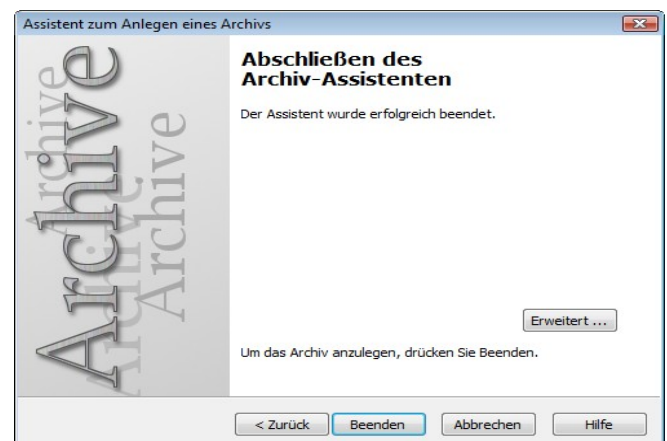 Assistent zum Anlegen eines Archivs
Archive
Archive
Archive
Abschließen des
Archiv-Assistenten
Der Assistent wurde erfolgreich beendet.
Erweitert ...
Um das Archiv anzulegen, drücken Sie Beenden.
< Zurück Beenden Abbrechen Hilfe